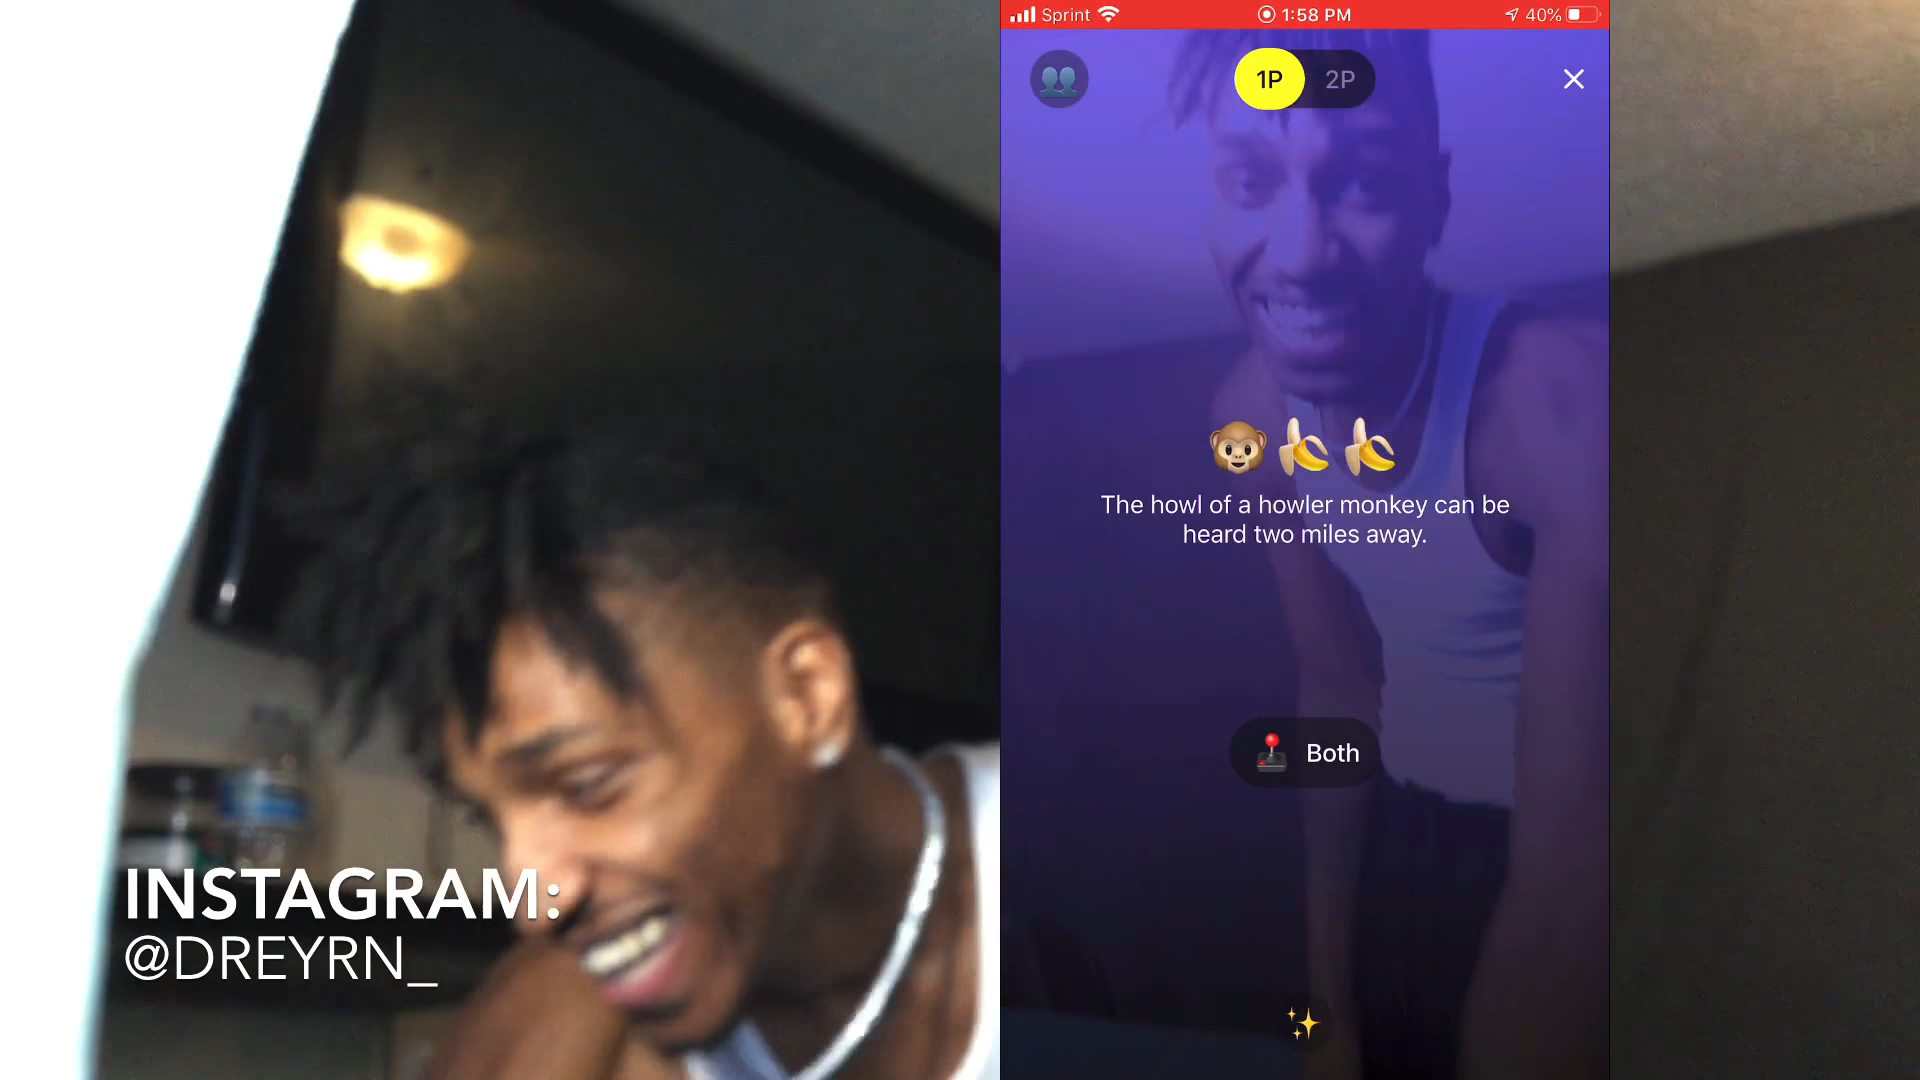 Sprint 1:58 PM 40%
1P 2P
The howl of a howler monkey can be
heard two miles away.
Both
INSTAGRAM:
@DREYRN_